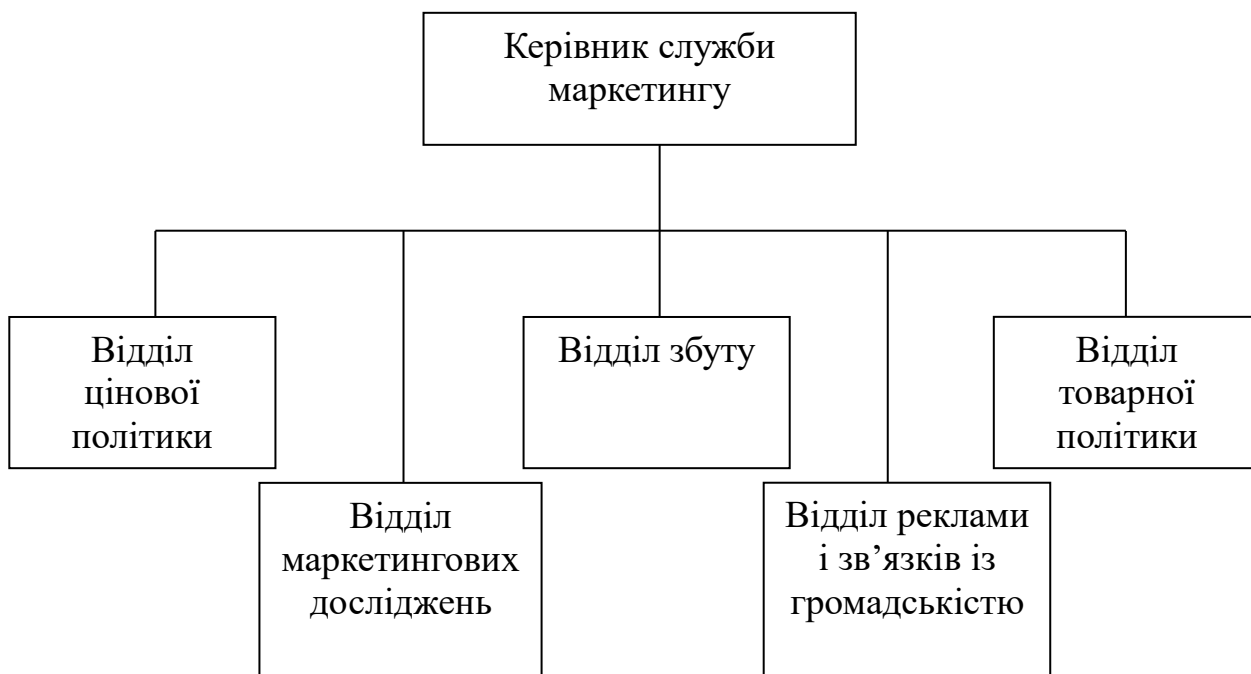 Керівник служби
маркетингу
Відділ
цінової
політики
Відділ збуту
Відділ
товарної
політики
Відділ
маркетингових
досліджень
Відділ реклами
і зв’язків із
громадськістю